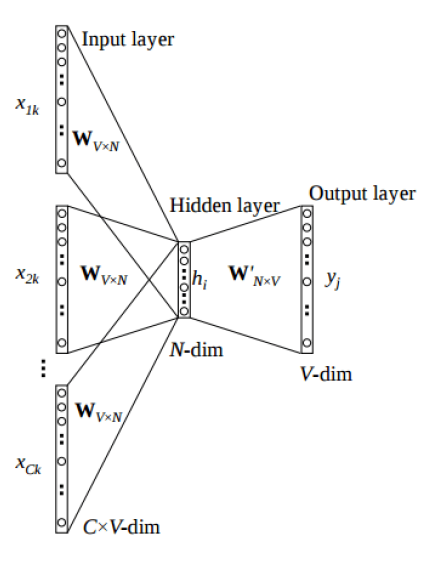 Input layer
x1k
WV×N
Hidden layer
Output layer
x2k
WV×N
hi
W'N×V
yj
N-dim
V-dim
WV×N
xCk
C×V-dim